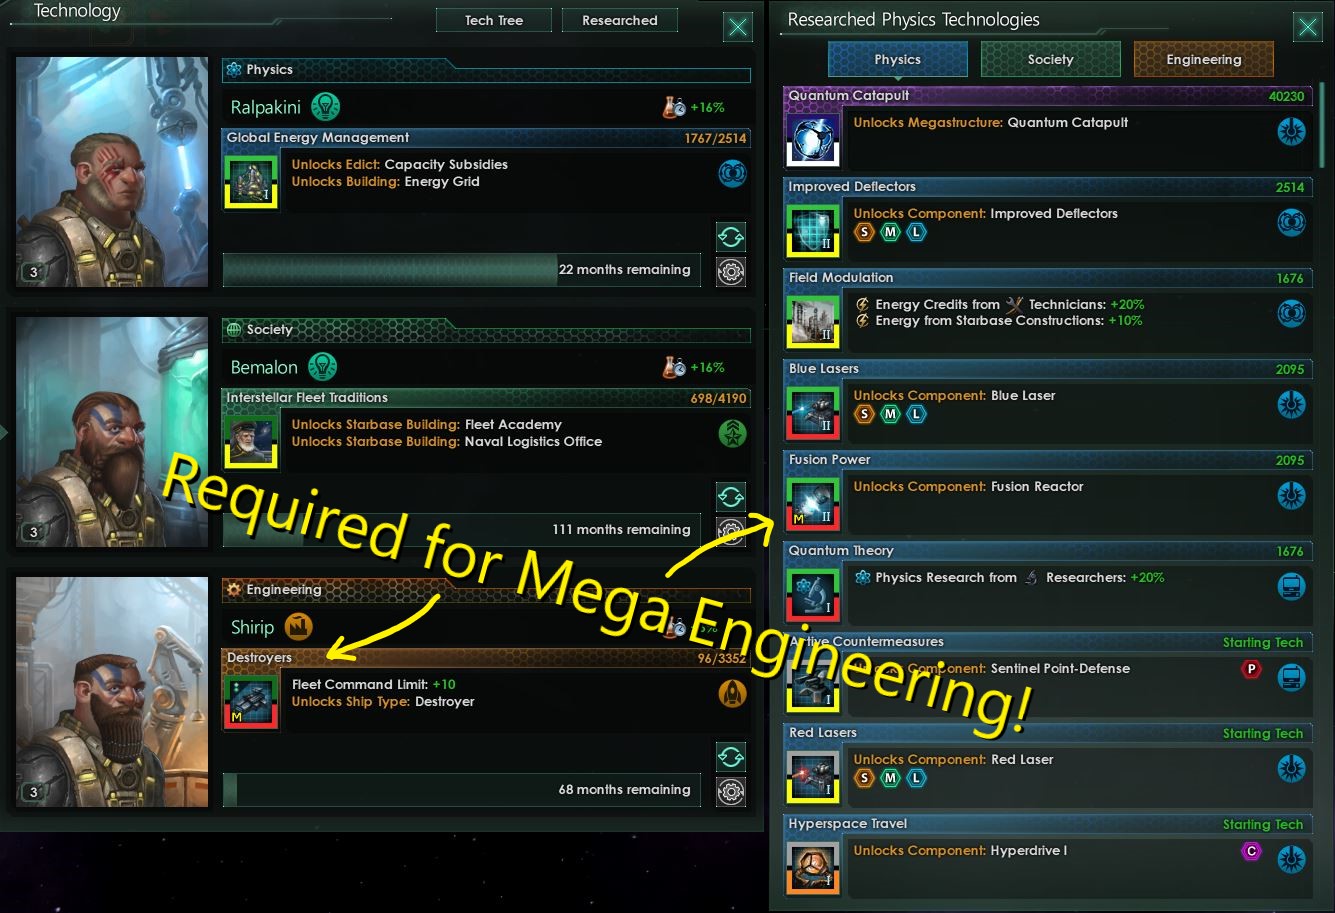 Technology
Tech Tree
Researched
Physics
Ralpakini
+16%
Global Energy Management
1767/2514
Unlocks Edict: Capacity Subsidies
Unlocks Building: Energy Grid
I
3
22 months remaining
Society
Bemalon
+16%
Interstellar Fleet Traditions
698/4190
Unlocks Starbase Building: Fleet Academy
Unlocks Starbase Building: Naval Logistics Office
3
111 months remaining
Engineering
Shirip
Destroyers
96/3352
Fleet Command Limit: +10
Unlocks Ship Type: Destroyer
M
3
68 months remaining
Required for Mega Engineering!
Researched Physics Technologies
Physics
Society
Engineering
Quantum Catapult
40230
Unlocks Megastructure: Quantum Catapult
Improved Deflectors
2514
Unlocks Component: Improved Deflectors
S M L
II
Field Modulation
1676
Energy Credits from Technicians: +20%
Energy from Starbase Constructions: +10%
II
Blue Lasers
2095
Unlocks Component: Blue Laser
S M L
II
Fusion Power
2095
Unlocks Component: Fusion Reactor
M II
Quantum Theory
1676
Physics Research from Researchers: +20%
I
Active Countermeasures
Starting Tech
Unlocks Component: Sentinel Point-Defense
P
I
Red Lasers
Starting Tech
Unlocks Component: Red Laser
S M L
I
Hyperspace Travel
Starting Tech
Unlocks Component: Hyperdrive I
C
I